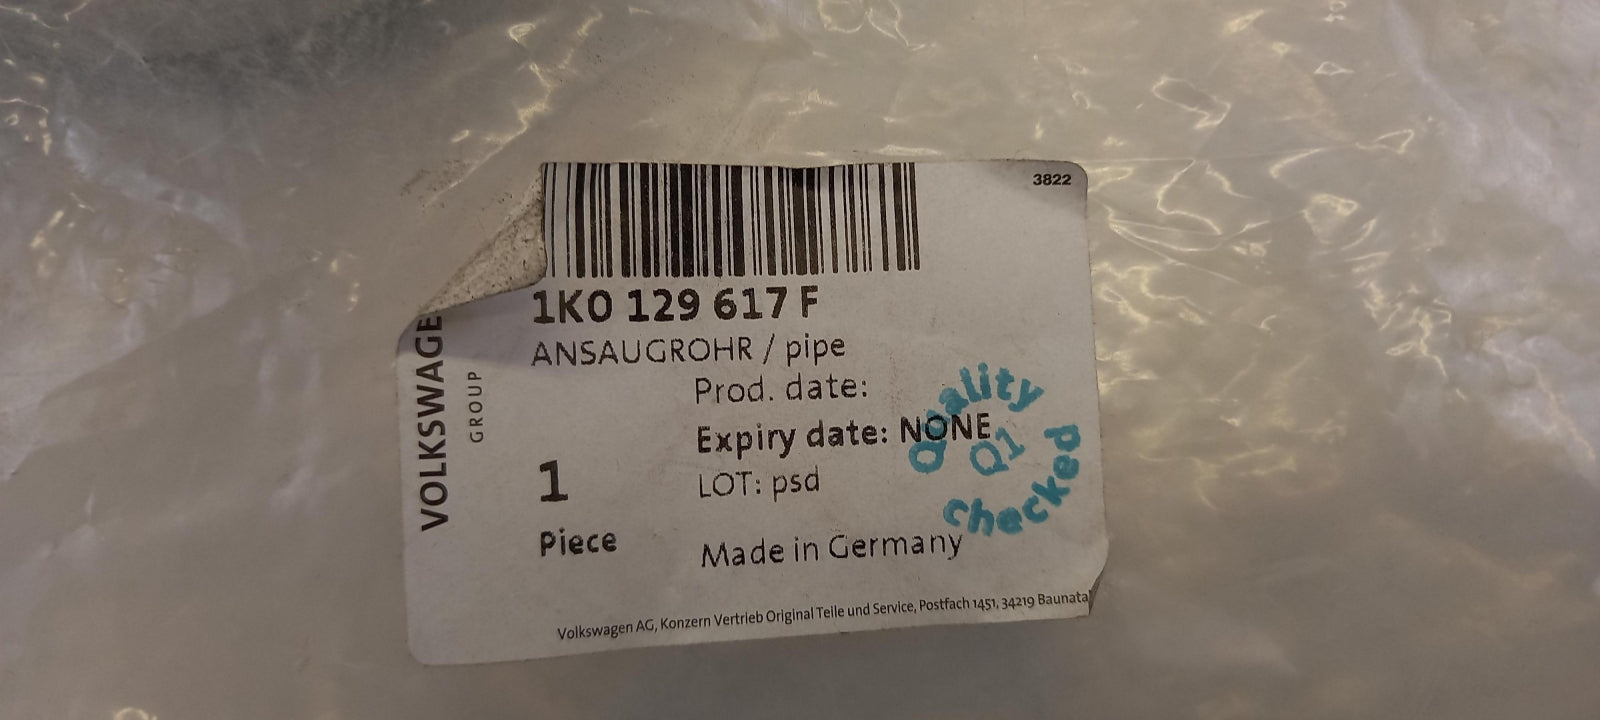 3822
1K0 129 617 F
ANSAUGROHR / pipe
Prod. date:
Expiry date: NONE
LOT: psd
1
Piece
Made in Germany
VOLKSWAGE
GROUP
Quality
Q1
checked
Volkswagen AG, Konzern Vertrieb Original Teile und Service, Postfach 1451, 34219 Baunatal